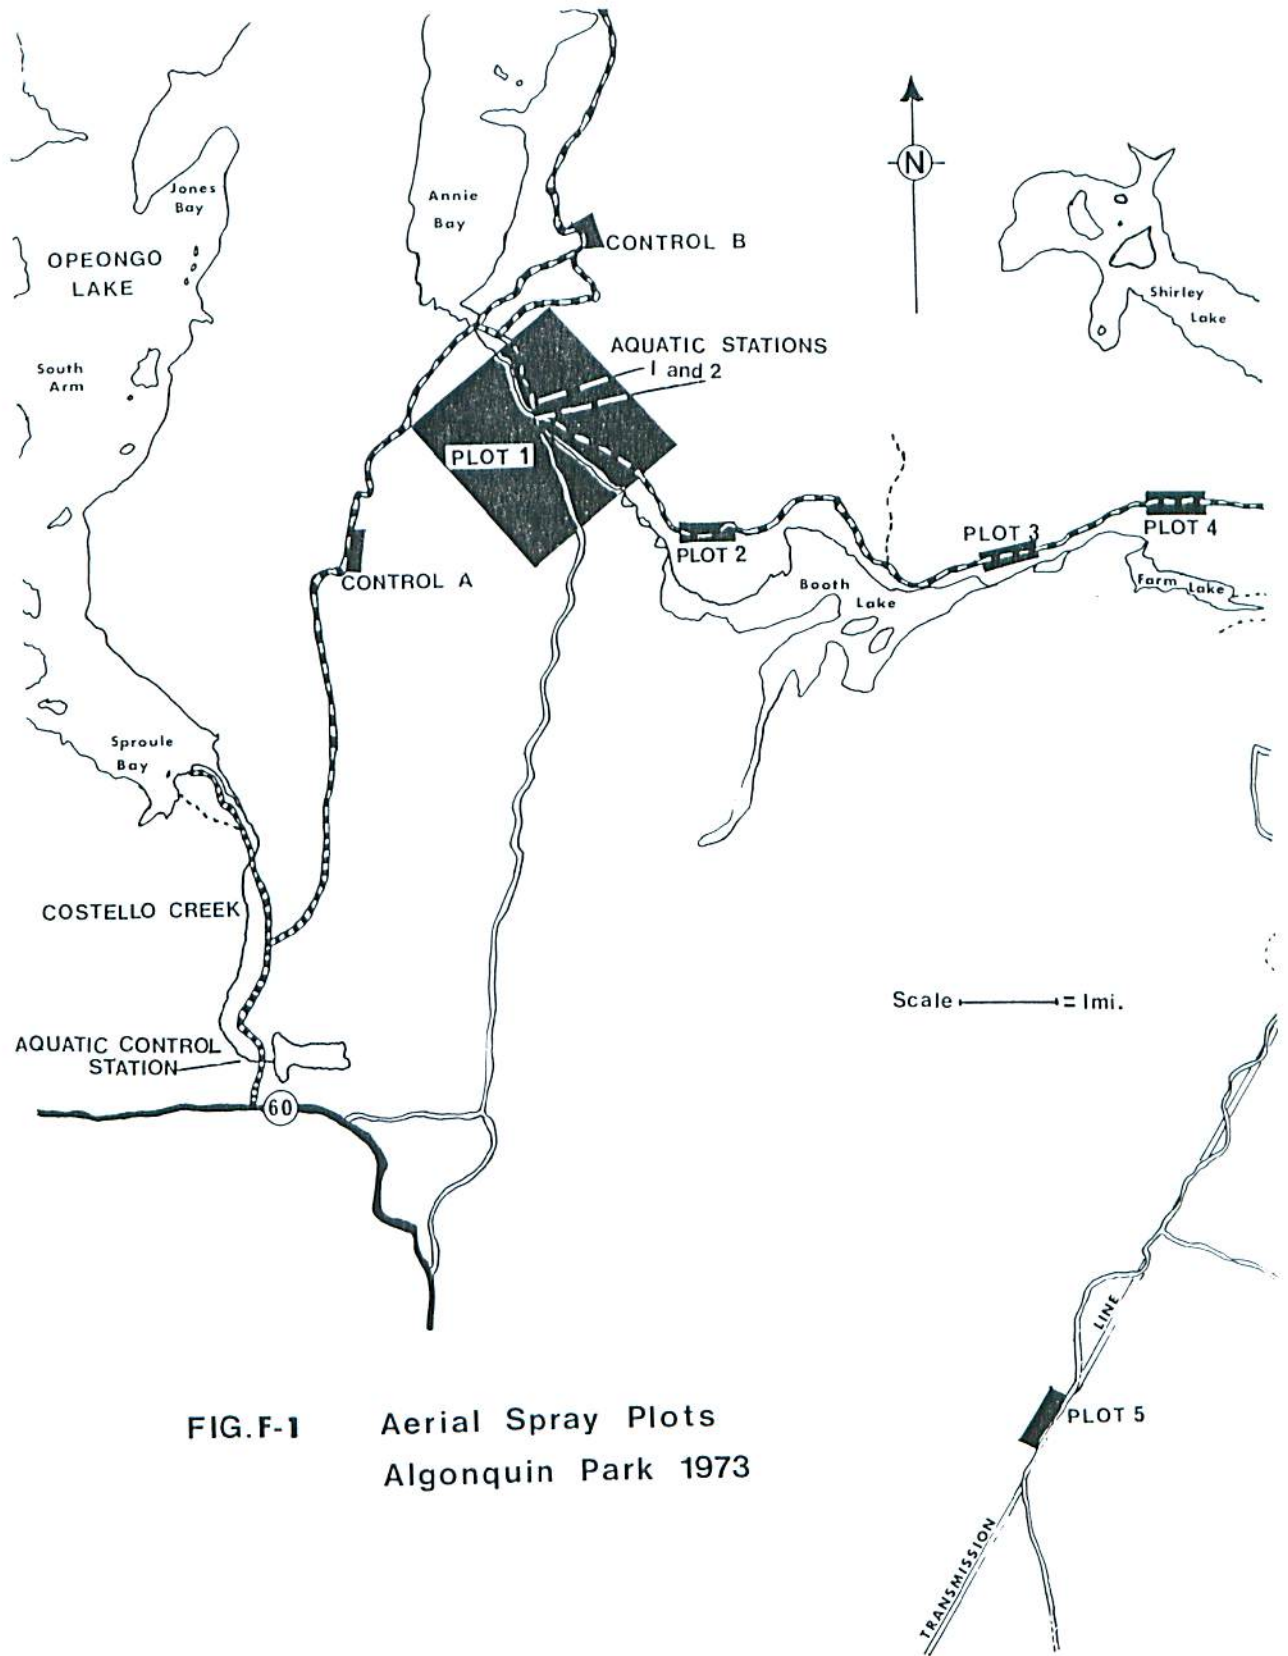 Jones
Bay
OPEONGO
LAKE
South
Arm
Annie
Bay
N
CONTROL B
Shirley
Lake
AQUATIC STATIONS
1 and 2
PLOT 1
PLOT 2
PLOT 3
PLOT 4
CONTROL A
Booth
Lake
Farm Lake
Sproule
Bay
COSTELLO CREEK
Scale = 1mi.
AQUATIC CONTROL
STATION
60
LINE
PLOT 5
TRANSMISSION
FIG. F-1 Aerial Spray Plots
Algonquin Park 1973